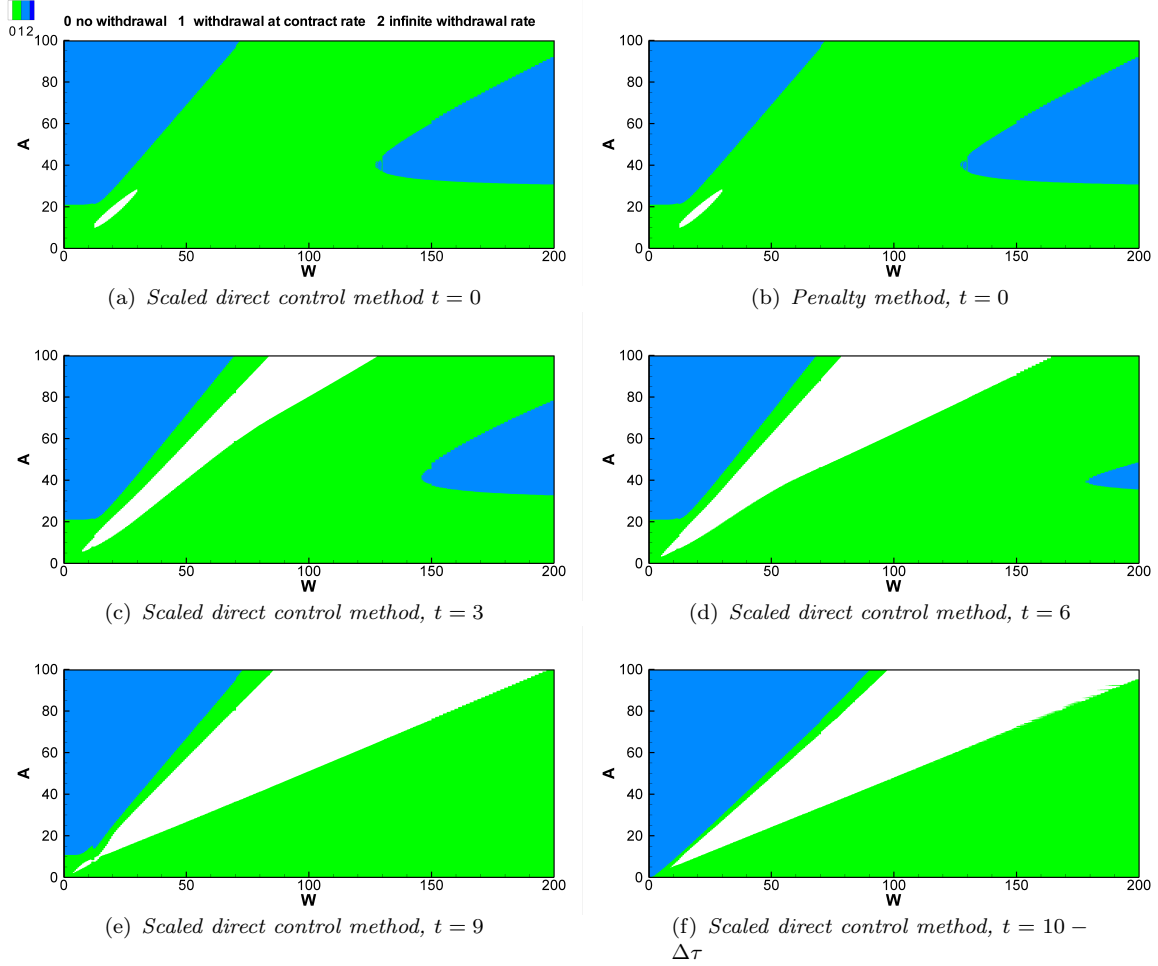 0 no withdrawal 1 withdrawal at contract rate 2 infinite withdrawal rate
0 1 2
100 80 60 40 20 0
A
0 50 100 150 200
W
(a) Scaled direct control method t = 0
100 80 60 40 20 0
A
0 50 100 150 200
W
(b) Penalty method, t = 0
100 80 60 40 20 0
A
0 50 100 150 200
W
(c) Scaled direct control method, t = 3
100 80 60 40 20 0
A
0 50 100 150 200
W
(d) Scaled direct control method, t = 6
100 80 60 40 20 0
A
0 50 100 150 200
W
(e) Scaled direct control method, t = 9
100 80 60 40 20 0
A
0 50 100 150 200
W
(f) Scaled direct control method, t = 10 −
Δτ